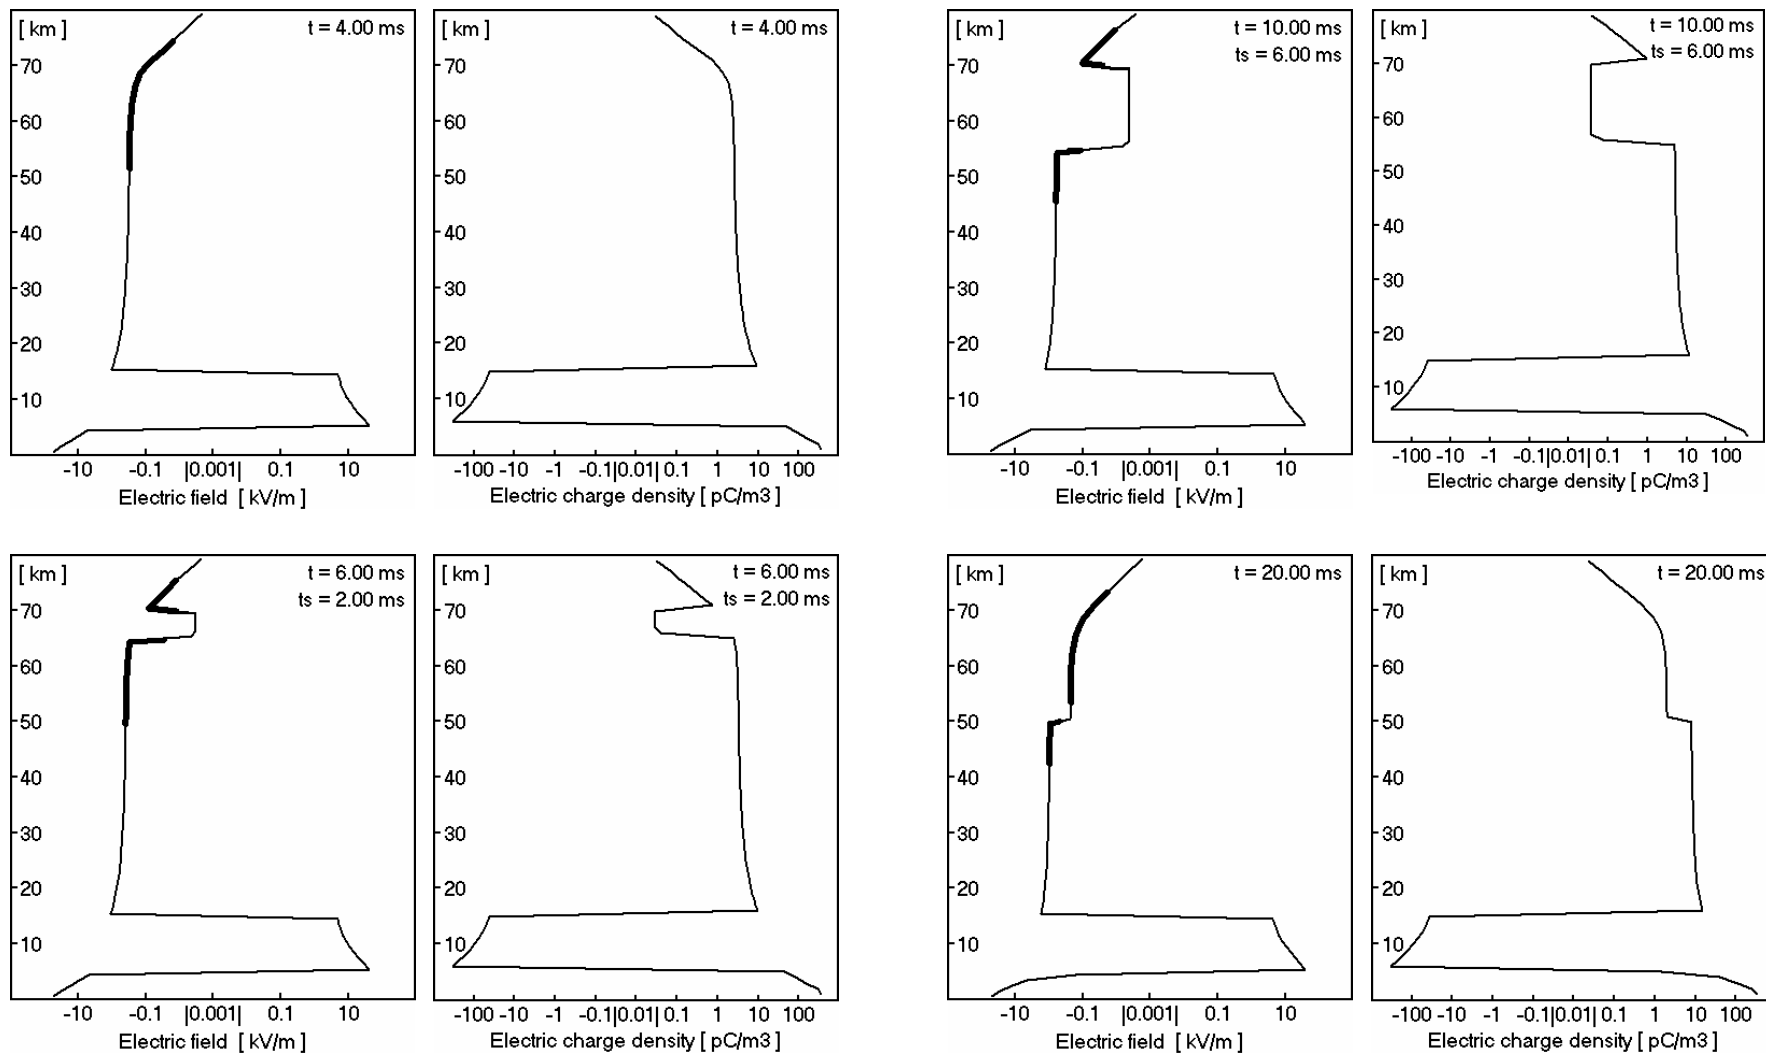 [ km ] t = 4.00 ms
70
60
50
40
30
20
10
-10 -0.1 |0.001| 0.1 10
Electric field [ kV/m ]
t = 4.00 ms
-100 -10 -1 -0.1 |0.01| 0.1 1 10 100
Electric charge density [ pC/m3 ]
[ km ] t = 4.00 ms
70
60
50
40
30
20
10
[ km ] t = 10.00 ms
ts = 6.00 ms
70
60
50
40
30
20
10
-10 -0.1 |0.001| 0.1 10
Electric field [ kV/m ]
[ km ] t = 10.00 ms
ts = 6.00 ms
70
60
50
40
30
20
10
-100 -10 -1 -0.1 |0.01| 0.1 1 10 100
Electric charge density [ pC/m3 ]
[ km ] t = 6.00 ms
ts = 2.00 ms
70
60
50
40
30
20
10
-10 -0.1 |0.001| 0.1 10
Electric field [ kV/m ]
[ km ] t = 6.00 ms
ts = 2.00 ms
70
60
50
40
30
20
10
-100 -10 -1 -0.1 |0.01| 0.1 1 10 100
Electric charge density [ pC/m3 ]
[ km ] t = 20.00 ms
70
60
50
40
30
20
10
-10 -0.1 |0.001| 0.1 10
Electric field [ kV/m ]
[ km ] t = 20.00 ms
70
60
50
40
30
20
10
-100 -10 -1 -0.1 |0.01| 0.1 1 10 100
Electric charge density [ pC/m3 ]